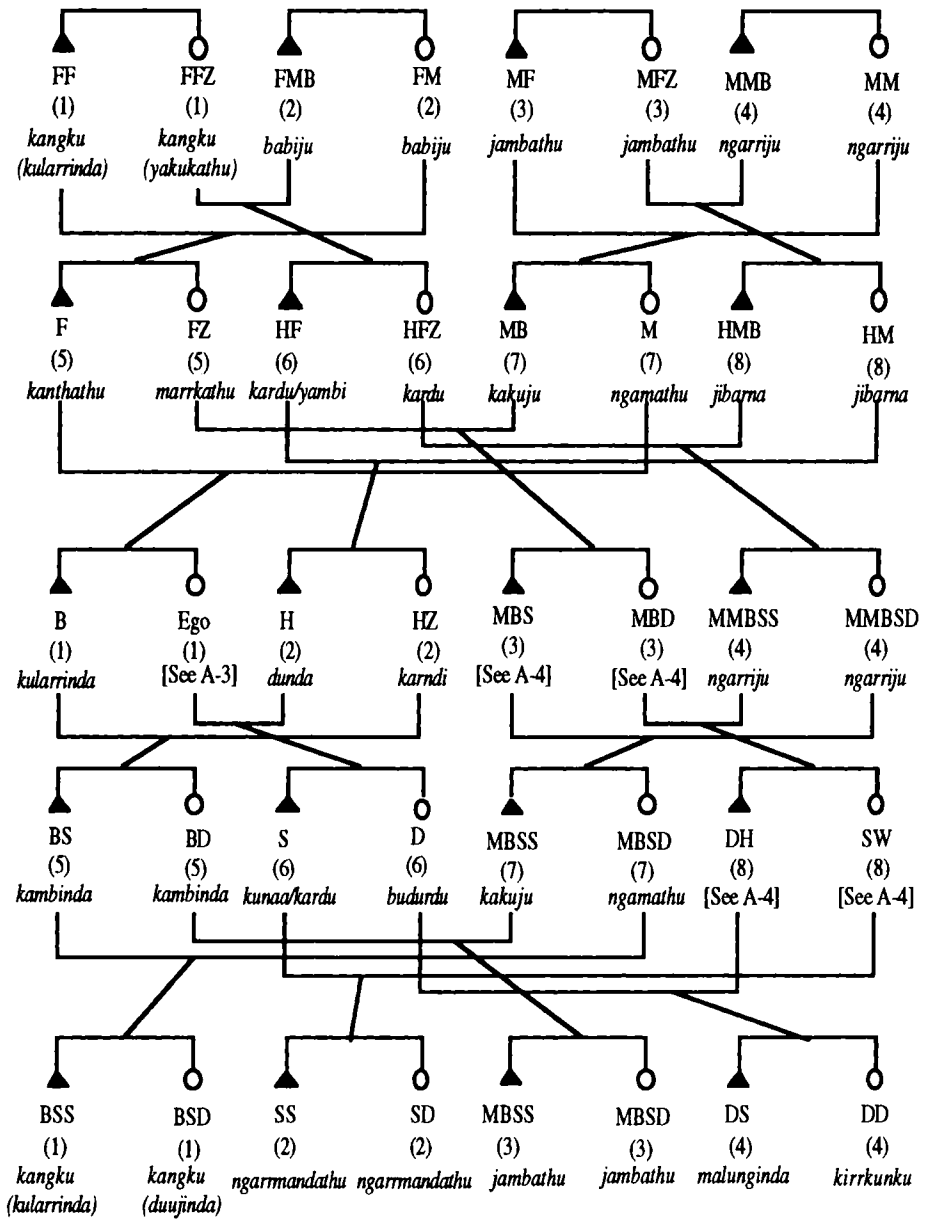 FF FFZ FMB FM MF MFZ MMB MM
(1) (1) (2) (2) (3) (3) (4) (4)
kangku kangku babiju babiju jambathu jambathu ngarriju ngarriju
(kularrinda) (yakukathu)
F FZ HF HFZ MB M HMB HM
(5) (5) (6) (6) (7) (7) (8) (8)
kanthathu marrkathu kardu/yambi kardu kakuju ngamathu jibarna jibarna
B Ego H HZ MBS MBD MMBSS MMBSD
(1) (1) (2) (2) (3) (3) (4) (4)
kularrinda [See A-3] dunda karndi [See A-4] [See A-4] ngarriju ngarriju
BS BD S D MBSS MBSD DH SW
(5) (5) (6) (6) (7) (7) (8) (8)
kambinda kambinda kunaa/kardu budurdu kakuju ngamathu [See A-4] [See A-4]
BSS BSD SS SD MBSS MBSD DS DD
(1) (1) (2) (2) (3) (3) (4) (4)
kangku kangku ngarrmandathu ngarrmandathu jambathu jambathu malunginda kirrkunku
(kularrinda) (duujinda)